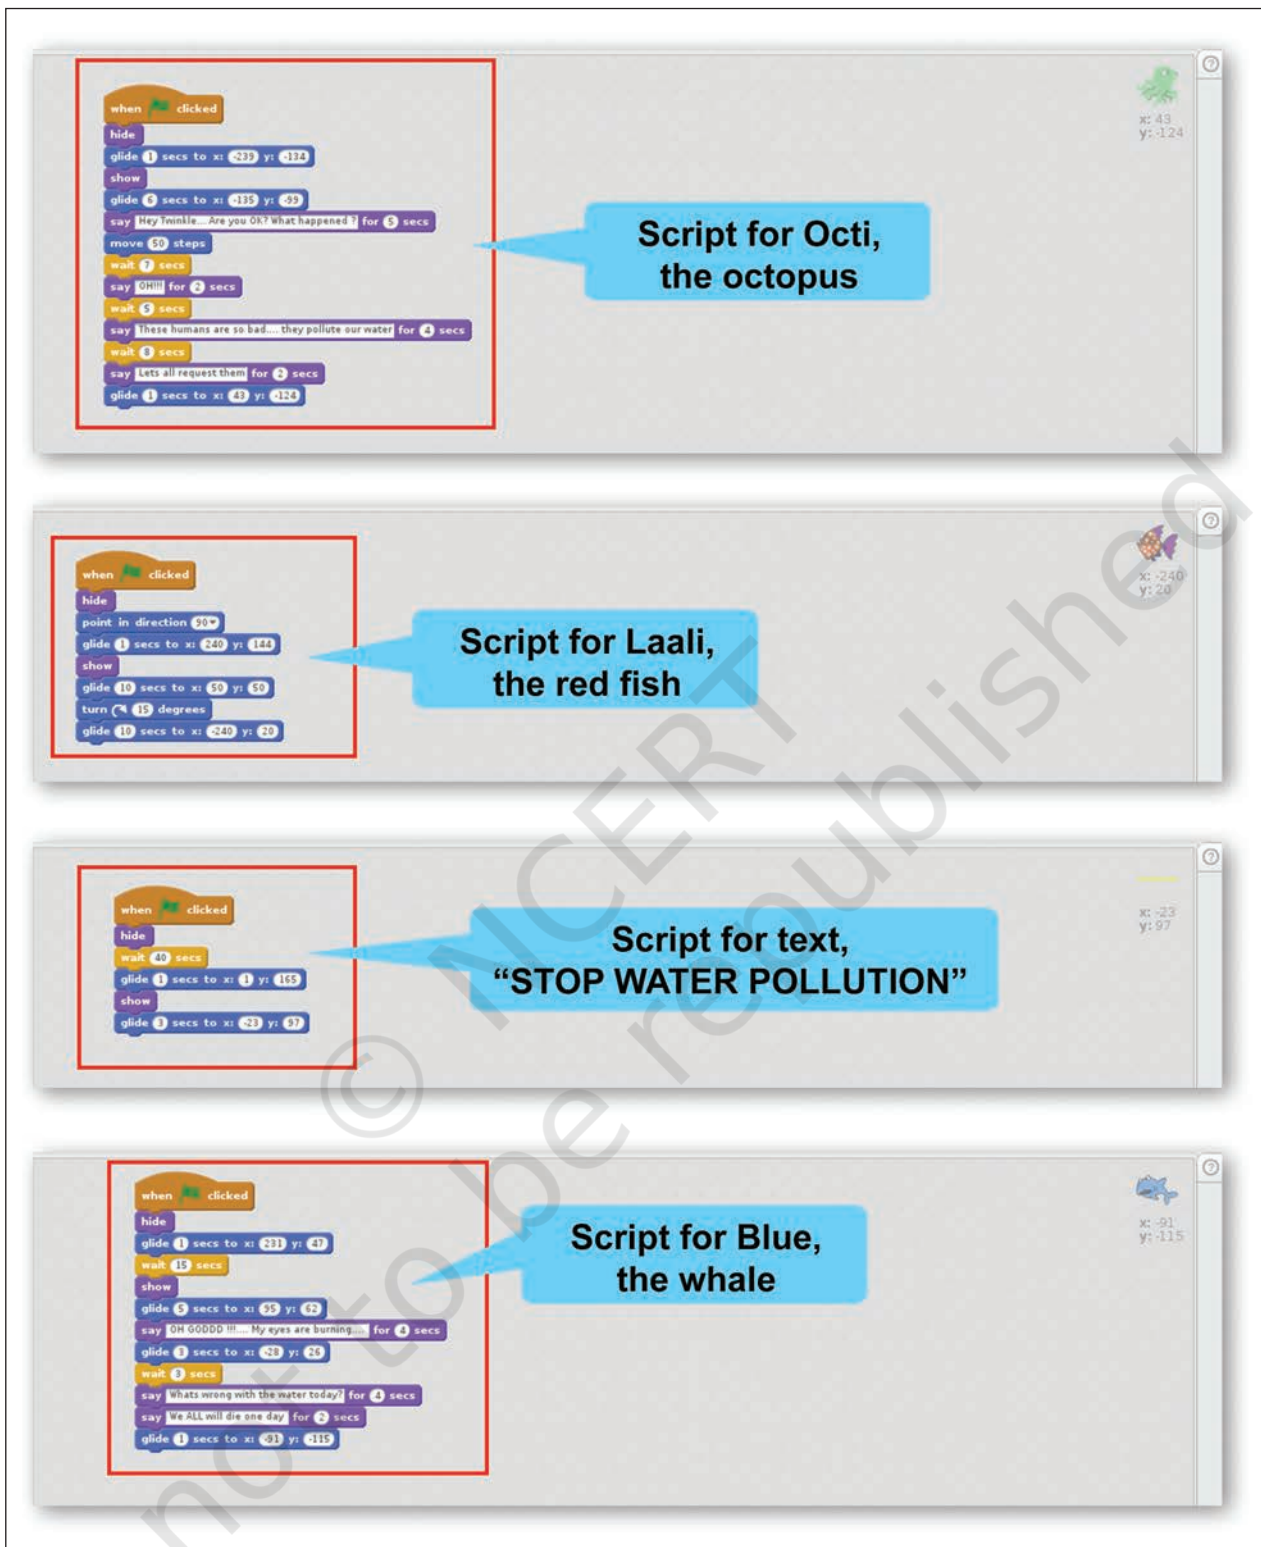 when clicked
hide
glide 1 secs to x: -239 y: -134
show
glide 6 secs to x: -135 y: -99
say Hey Twinkle... Are you OK? What happened ? for 5 secs
move 50 steps
wait 7 secs
say OH!!! for 2 secs
wait 5 secs
say These humans are so bad.... they pollute our water for 4 secs
wait 8 secs
say Lets all request them for 2 secs
glide 1 secs to x: 43 y: -124
Script for Octi,
the octopus
?
x: 43
y: -124
when clicked
hide
point in direction 90
glide 1 secs to x: 240 y: 144
show
glide 10 secs to x: 50 y: 50
turn 15 degrees
glide 10 secs to x: -240 y: 20
Script for Laali,
the red fish
?
x: -240
y: 20
when clicked
hide
wait 40 secs
glide 1 secs to x: 1 y: 165
show
glide 3 secs to x: -23 y: 97
Script for text,
“STOP WATER POLLUTION”
?
x: -23
y: 97
when clicked
hide
glide 1 secs to x: 231 y: 47
wait 15 secs
show
glide 5 secs to x: 95 y: 62
say OH GODDD !!!.... My eyes are burning.... for 4 secs
glide 3 secs to x: -28 y: 26
wait 3 secs
say Whats wrong with the water today? for 4 secs
say We ALL will die one day for 2 secs
glide 1 secs to x: -91 y: -115
Script for Blue,
the whale
?
x: -91
y: -115
© NCERT
not to be republished